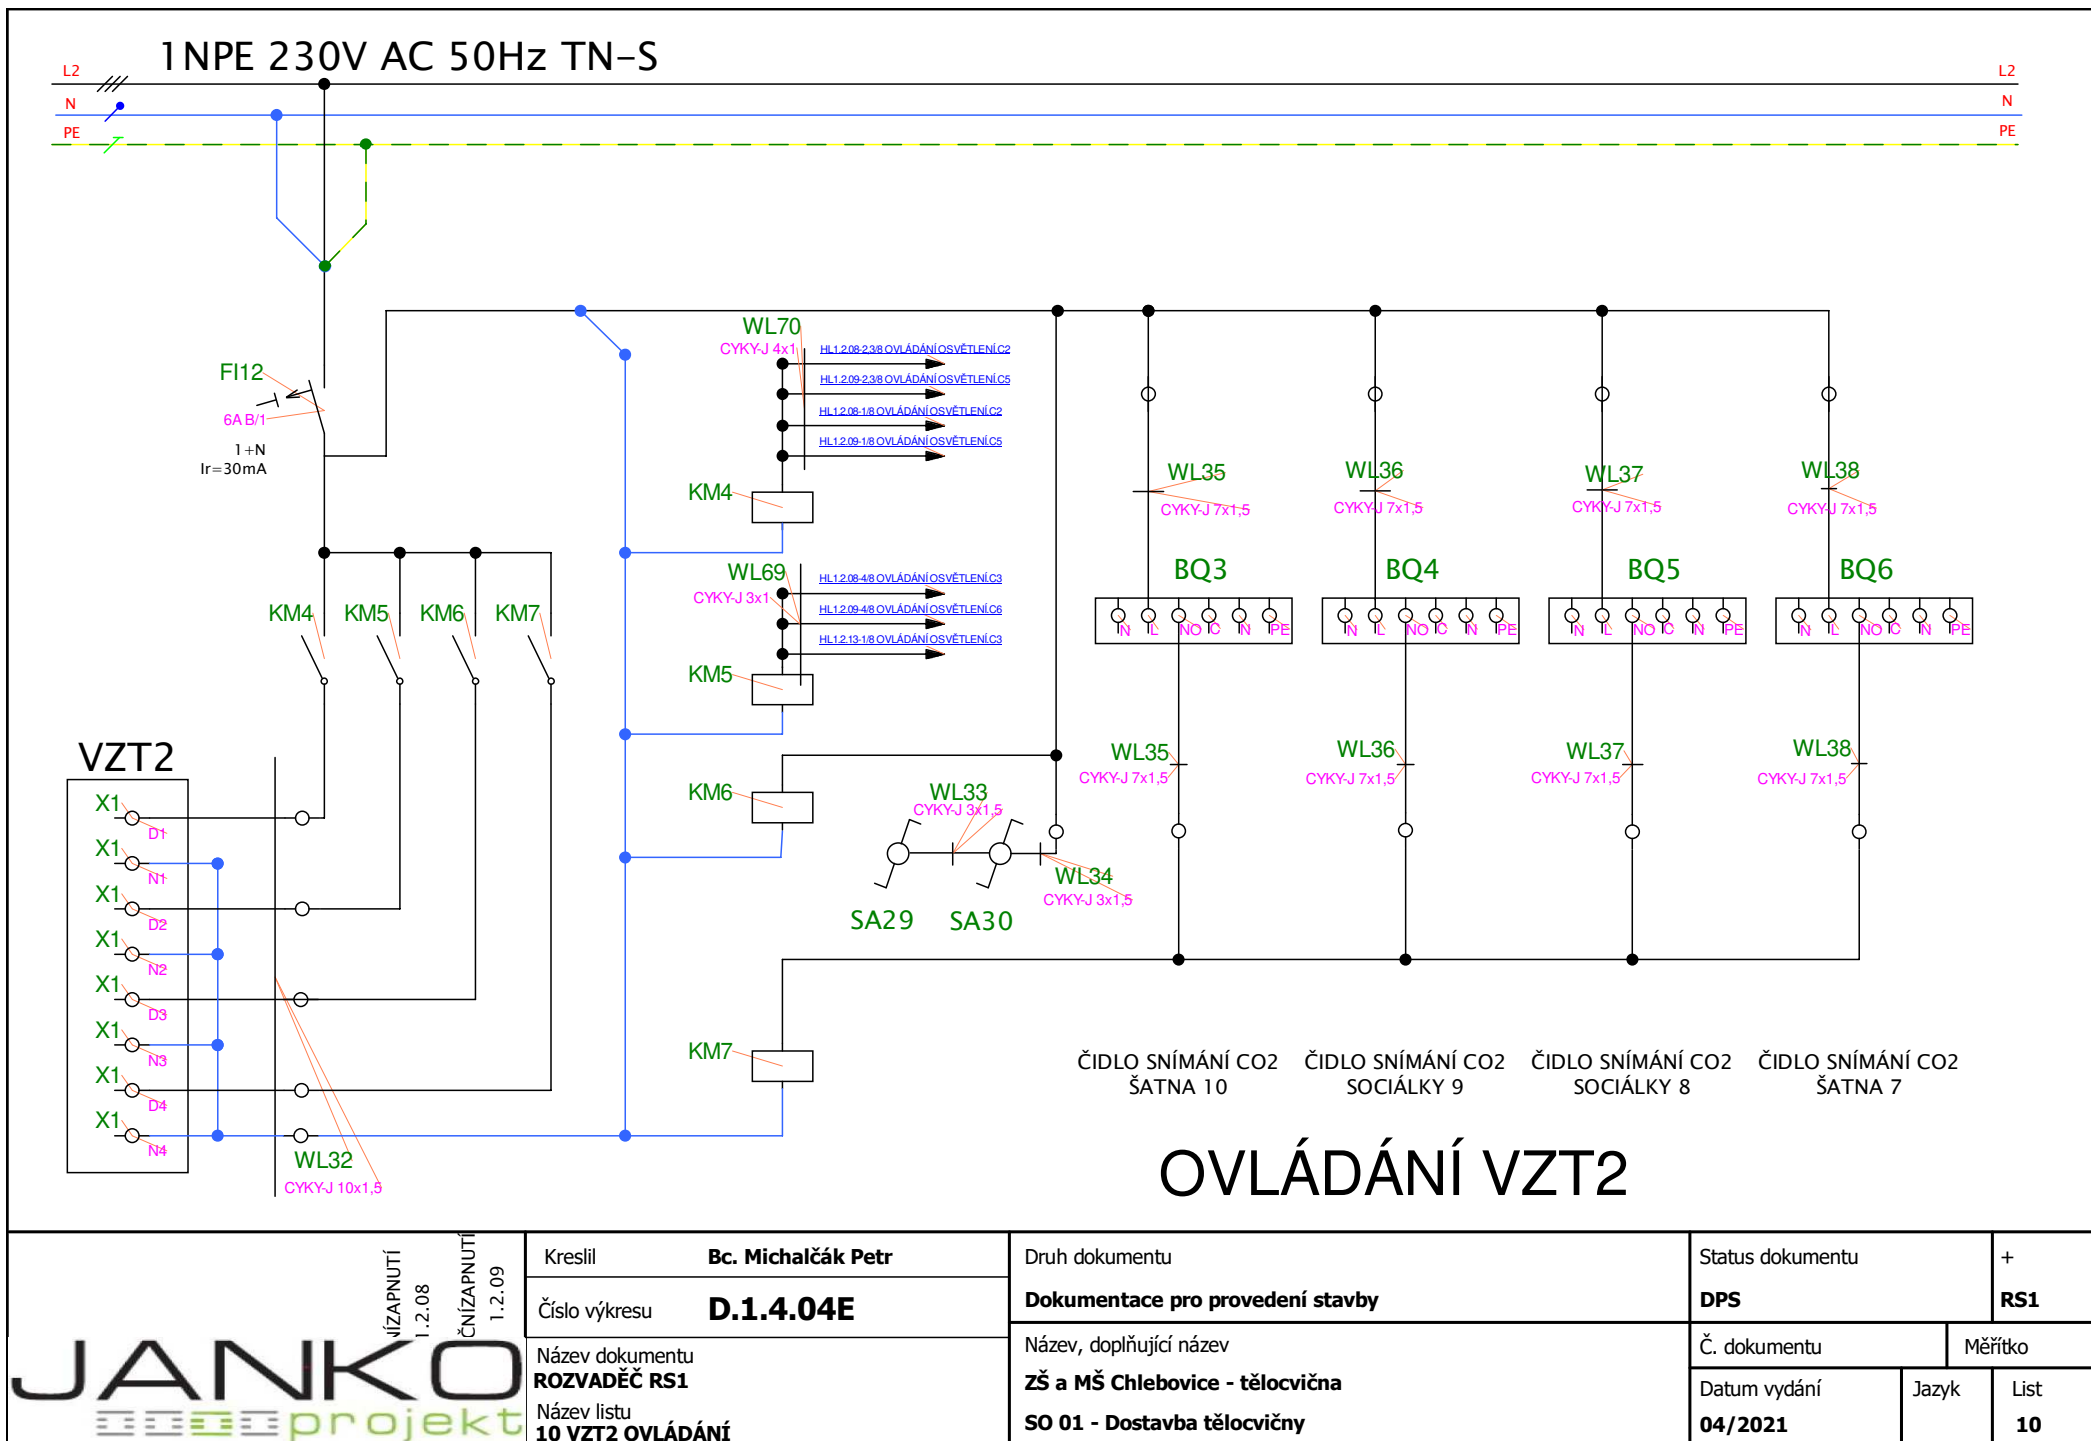 1NPE 230V AC 50Hz TN-S
L2
L2
N
N
PE
PE
WL70
CYKY-J 4x1
HL1.2.08-2,3/8 OVLÁDÁNÍ OSVĚTLENÍ.C2
HL1.2.09-2,3/8 OVLÁDÁNÍ OSVĚTLENÍ.C5
HL1.2.08-1/8 OVLÁDÁNÍ OSVĚTLENÍ.C2
HL1.2.09-1/8 OVLÁDÁNÍ OSVĚTLENÍ.C5
FI12
6A B/1
1+N
Ir=30mA
KM4
WL35
CYKY-J 7x1,5
WL36
CYKY-J 7x1,5
WL37
CYKY-J 7x1,5
WL38
CYKY-J 7x1,5
WL69
CYKY-J 3x1
HL1.2.08-4/8 OVLÁDÁNÍ OSVĚTLENÍ.C3
HL1.2.09-4/8 OVLÁDÁNÍ OSVĚTLENÍ.C6
HL1.2.13-1/8 OVLÁDÁNÍ OSVĚTLENÍ.C3
BQ3
BQ4
BQ5
BQ6
N L NO C N PE
N L NO C N PE
N L NO C N PE
N L NO C N PE
KM4 KM5 KM6 KM7
KM5
VZT2
KM6
WL33
CYKY-J 3x1,5
WL34
CYKY-J 3x1,5
SA29
SA30
WL35
CYKY-J 7x1,5
WL36
CYKY-J 7x1,5
WL37
CYKY-J 7x1,5
WL38
CYKY-J 7x1,5
X1
D1
X1
N1
X1
D2
X1
N2
X1
D3
X1
N3
X1
D4
X1
N4
WL32
CYKY-J 10x1,5
KM7
ČIDLO SNÍMÁNÍ CO2
ŠATNA 10
ČIDLO SNÍMÁNÍ CO2
SOCIÁLKY 9
ČIDLO SNÍMÁNÍ CO2
SOCIÁLKY 8
ČIDLO SNÍMÁNÍ CO2
ŠATNA 7
OVLÁDÁNÍ VZT2
NÍZAPNUTÍ
1.2.08
ČNÍZAPNUTÍ
1.2.09
JANKO
projekt
Kreslil
Bc. Michalčák Petr
Číslo výkresu
D.1.4.04E
Název dokumentu
ROZVADĚČ RS1
Název listu
10 VZT2 OVLÁDÁNÍ
Druh dokumentu
Dokumentace pro provedení stavby
Název, doplňující název
ZŠ a MŠ Chlebovice - tělocvična
SO 01 - Dostavba tělocvičny
Status dokumentu
DPS
+
RS1
Č. dokumentu
Měřítko
Datum vydání
04/2021
Jazyk
List
10